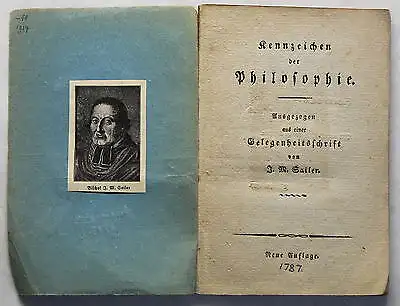 Bischof J. M. Sailer
Kennzeichen
der
Philosophie.
Ausgezogen
aus einer
Gelegenheitsschrift
von
J. M. Sailer.
Neue Auflage.
1787.